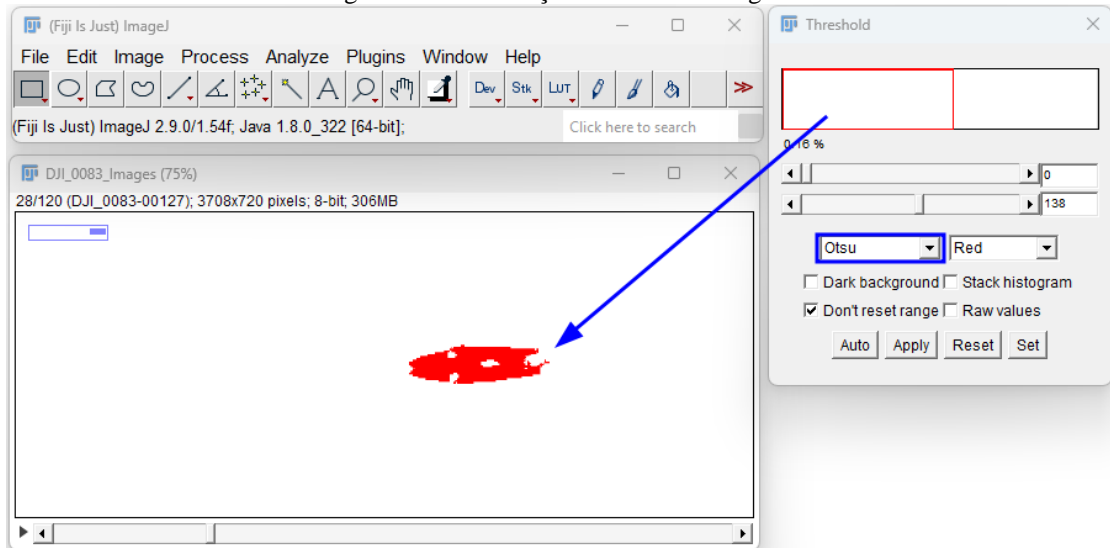 (Fiji Is Just) ImageJ
File Edit Image Process Analyze Plugins Window Help
Dev Stk LUT
(Fiji Is Just) ImageJ 2.9.0/1.54f; Java 1.8.0_322 [64-bit];
Click here to search
DJI_0083_Images (75%)
28/120 (DJI_0083-00127); 3708x720 pixels; 8-bit; 306MB
Threshold
%
0
138
Otsu
Red
Dark background
Stack histogram
Don't reset range
Raw values
Auto
Apply
Reset
Set